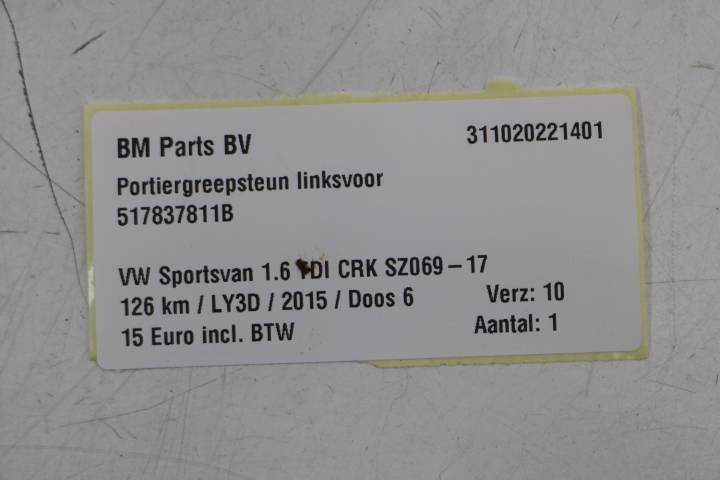 BM Parts BV 311020221401
Portiergreepsteun linksvoor
517837811B
VW Sportsvan 1.6 TDI CRK SZ069-17
126 km / LY3D / 2015 / Doos 6 Verz: 10
15 Euro incl. BTW Aantal: 1